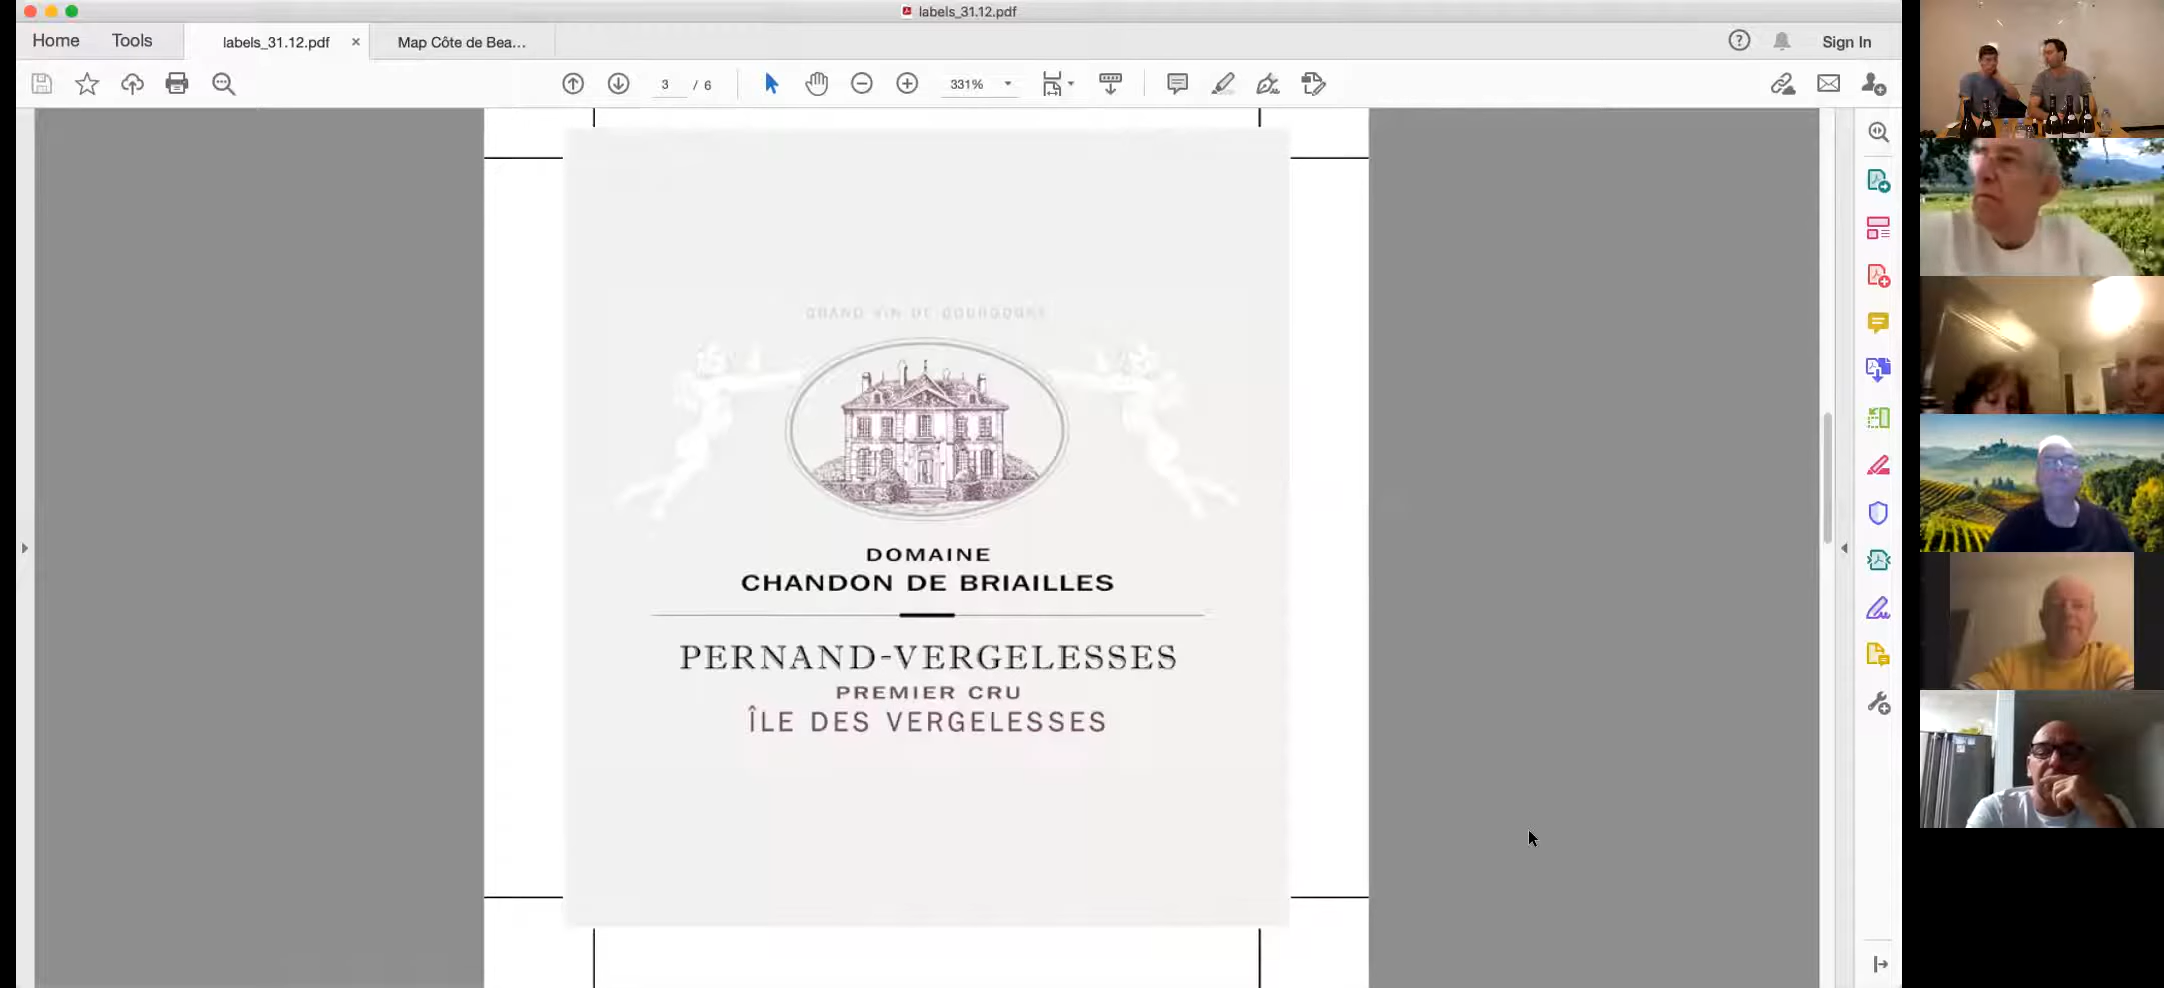 labels_31.12.pdf
Home
Tools
labels_31.12.pdf
×
Map Côte de Bea...
Sign In
3 / 6
331%
GRAND VIN DE BOURGOGNE
DOMAINE
CHANDON DE BRIAILLES
PERNAND-VERGELESSES
PREMIER CRU
ÎLE DES VERGELESSES